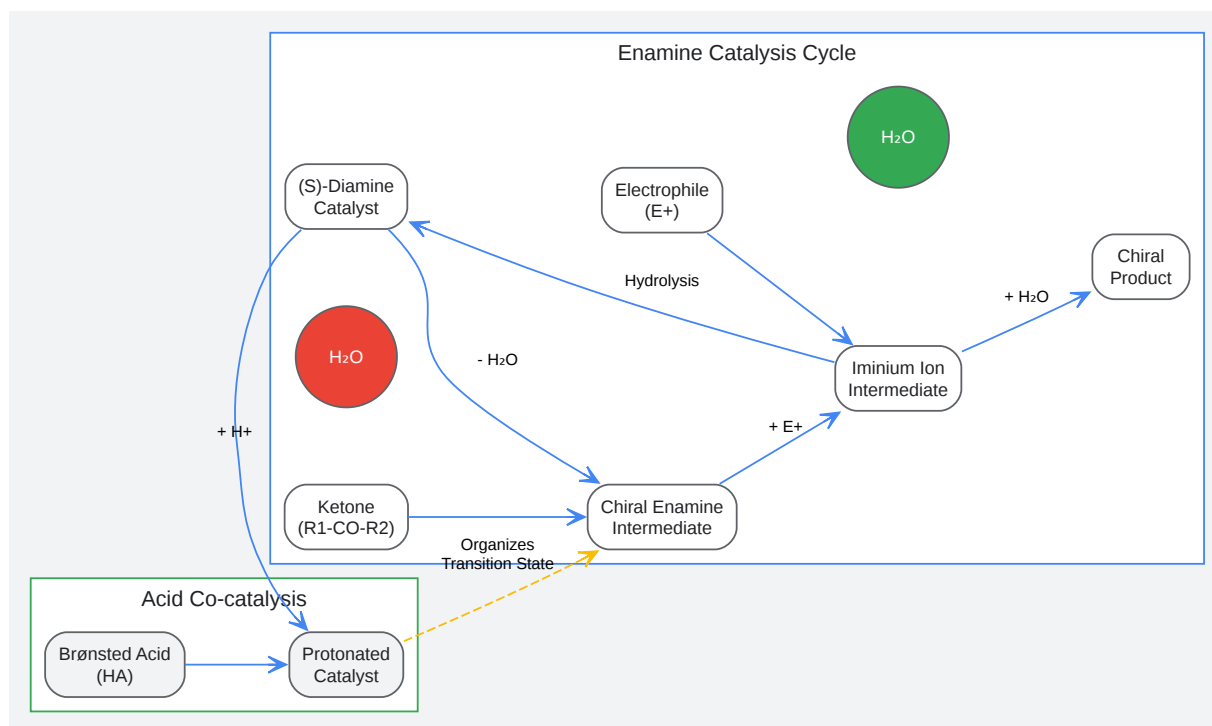 Enamine Catalysis Cycle
H₂O
(S)-Diamine
Catalyst
Electrophile
(E+)
Chiral
Product
Hydrolysis
+ H₂O
H₂O
- H₂O
Iminium Ion
Intermediate
+ H+
+ E+
Ketone
(R1-CO-R2)
Chiral Enamine
Intermediate
Organizes
Transition State
Acid Co-catalysis
Brønsted Acid
(HA)
Protonated
Catalyst